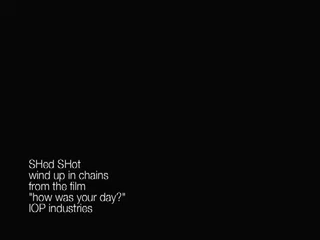 SHed SHot
wind up in chains
from the film
"how was your day?"
IOP industries